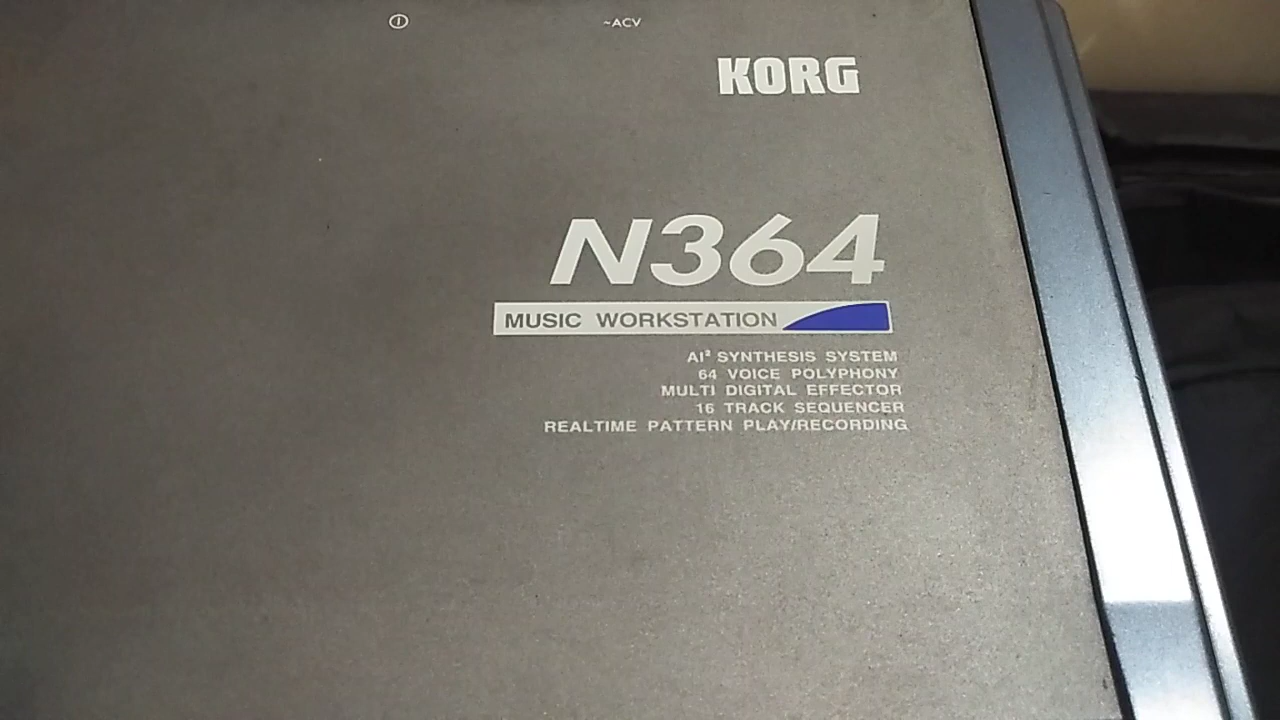 ~ACV
KORG
N364
MUSIC WORKSTATION
AI² SYNTHESIS SYSTEM
64 VOICE POLYPHONY
MULTI DIGITAL EFFECTOR
16 TRACK SEQUENCER
REALTIME PATTERN PLAY/RECORDING